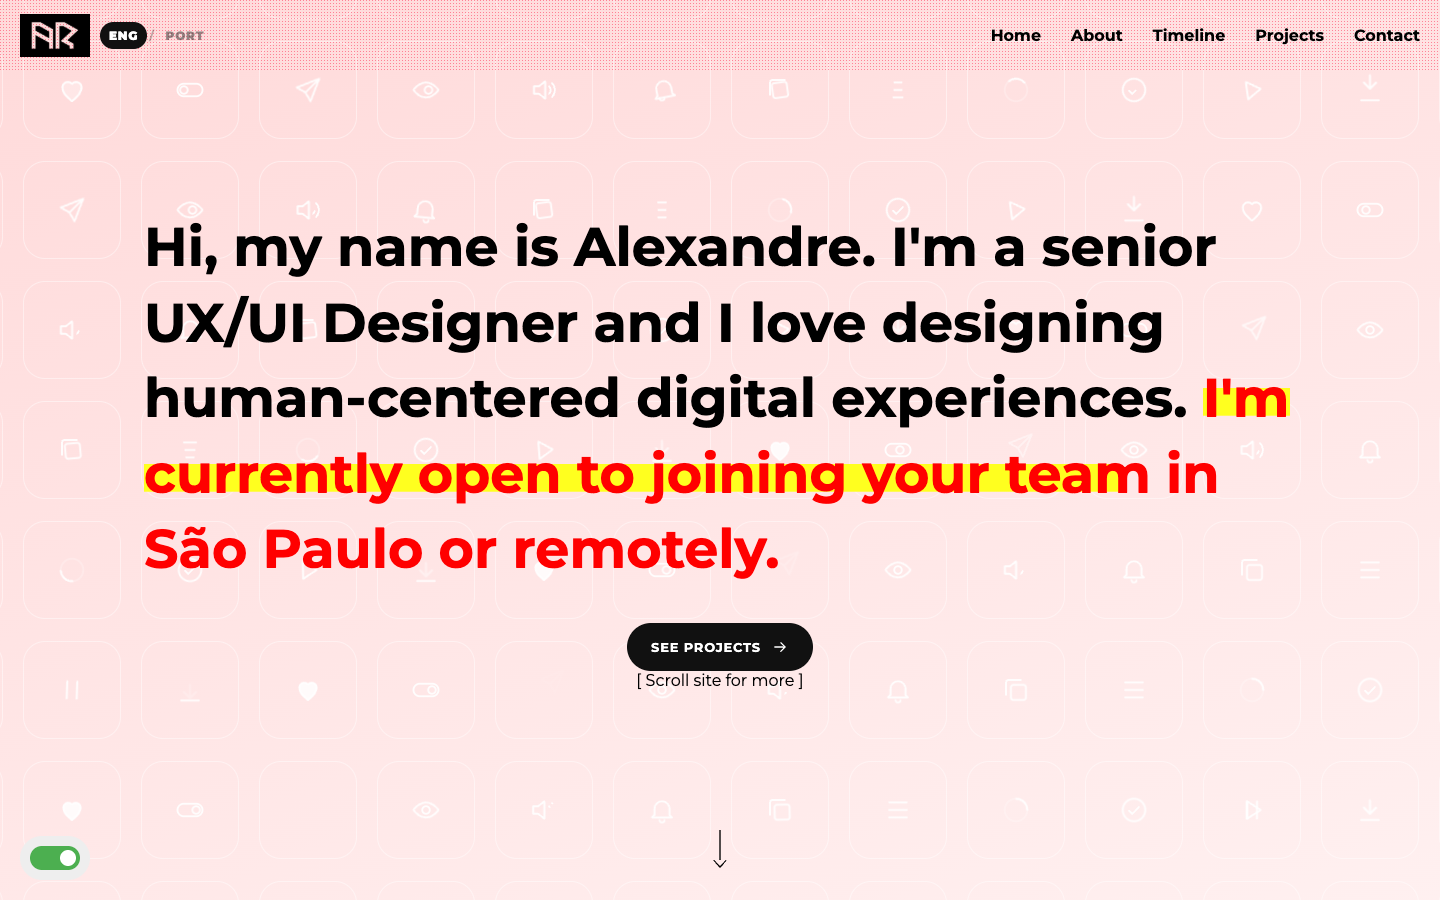 AR
ENG / PORT
Home About Timeline Projects Contact
Hi, my name is Alexandre. I'm a senior
UX/UI Designer and I love designing
human-centered digital experiences. I'm
currently open to joining your team in
São Paulo or remotely.
SEE PROJECTS
[ Scroll site for more ]